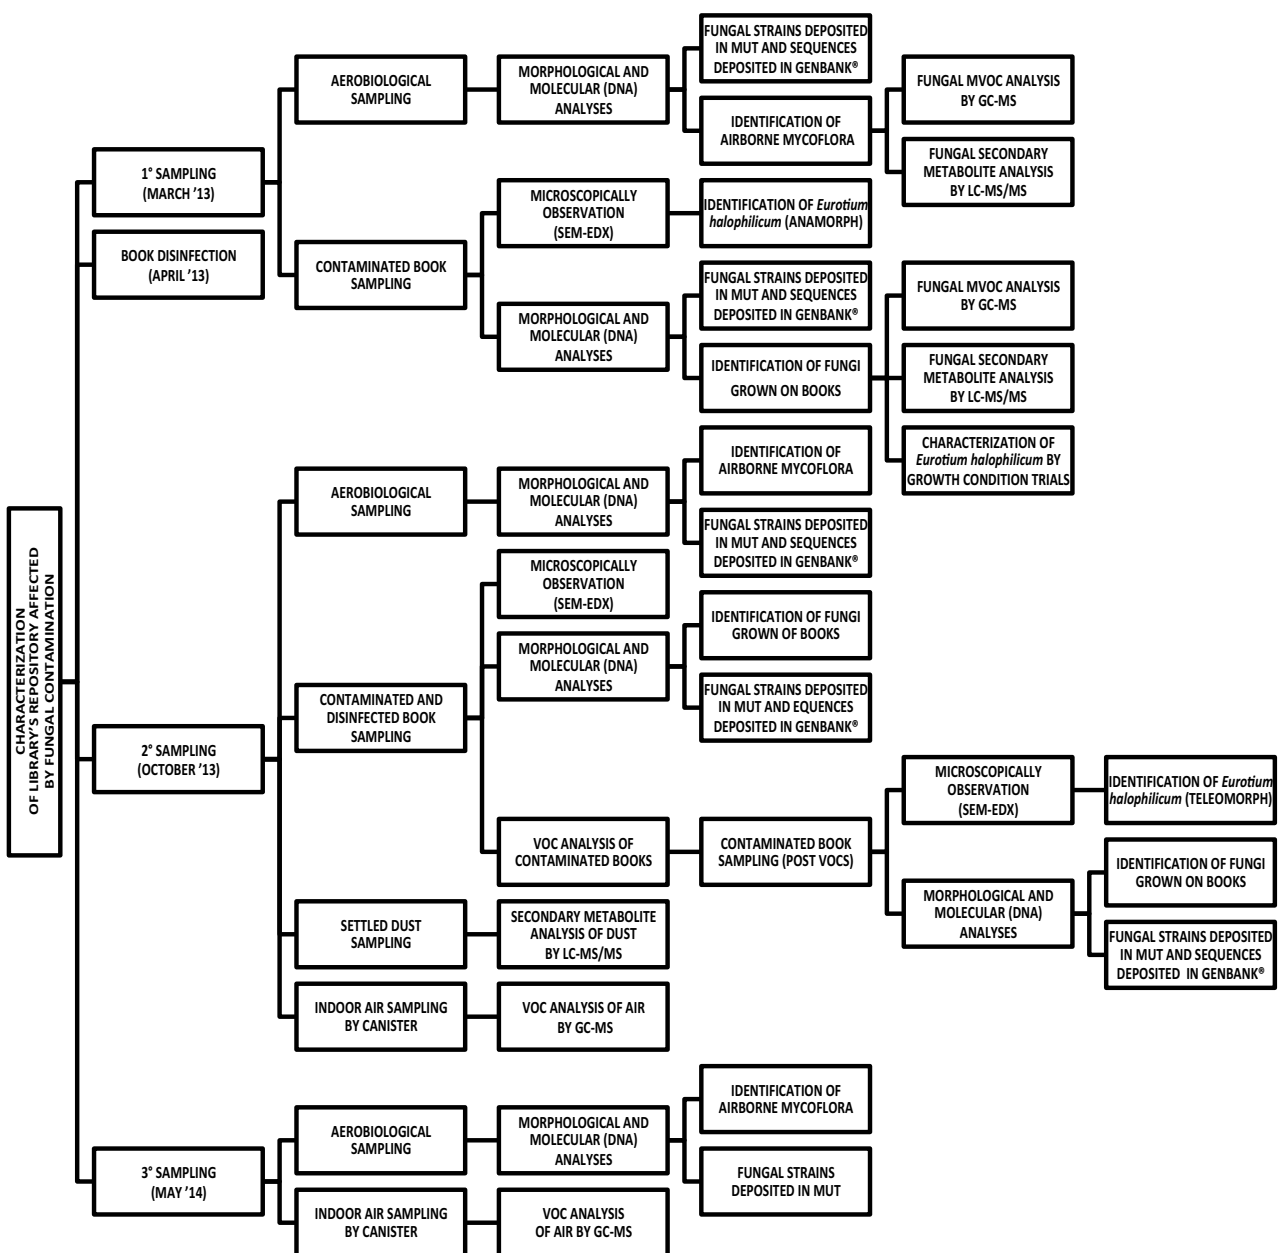 CHARACTERIZATION
OF LIBRARY'S REPOSITORY AFFECTED
BY FUNGAL CONTAMINATION
1° SAMPLING
(MARCH '13)
AEROBIOLOGICAL
SAMPLING
MORPHOLOGICAL AND
MOLECULAR (DNA)
ANALYSES
FUNGAL STRAINS DEPOSITED
IN MUT AND SEQUENCES
DEPOSITED IN GENBANK®
IDENTIFICATION OF
AIRBORNE MYCOFLORA
FUNGAL MVOC ANALYSIS
BY GC-MS
FUNGAL SECONDARY
METABOLITE ANALYSIS
BY LC-MS/MS
CONTAMINATED BOOK
SAMPLING
MICROSCOPICALLY
OBSERVATION
(SEM-EDX)
IDENTIFICATION OF Eurotium
halophilicum (ANAMORPH)
MORPHOLOGICAL AND
MOLECULAR (DNA)
ANALYSES
FUNGAL STRAINS DEPOSITED
IN MUT AND SEQUENCES
DEPOSITED IN GENBANK®
IDENTIFICATION OF FUNGI
GROWN ON BOOKS
FUNGAL MVOC ANALYSIS
BY GC-MS
FUNGAL SECONDARY
METABOLITE ANALYSIS
BY LC-MS/MS
CHARACTERIZATION OF
Eurotium halophilicum BY
GROWTH CONDITION TRIALS
BOOK DISINFECTION
(APRIL '13)
2° SAMPLING
(OCTOBER '13)
AEROBIOLOGICAL
SAMPLING
MORPHOLOGICAL AND
MOLECULAR (DNA)
ANALYSES
IDENTIFICATION OF
AIRBORNE MYCOFLORA
FUNGAL STRAINS DEPOSITED
IN MUT AND SEQUENCES
DEPOSITED IN GENBANK®
CONTAMINATED AND
DISINFECTED BOOK
SAMPLING
MICROSCOPICALLY
OBSERVATION
(SEM-EDX)
MORPHOLOGICAL AND
MOLECULAR (DNA)
ANALYSES
IDENTIFICATION OF FUNGI
GROWN OF BOOKS
FUNGAL STRAINS DEPOSITED
IN MUT AND EQUENCES
DEPOSITED IN GENBANK®
VOC ANALYSIS OF
CONTAMINATED BOOKS
CONTAMINATED BOOK
SAMPLING (POST VOCS)
MICROSCOPICALLY
OBSERVATION
(SEM-EDX)
IDENTIFICATION OF Eurotium
halophilicum (TELEOMORPH)
MORPHOLOGICAL AND
MOLECULAR (DNA)
ANALYSES
IDENTIFICATION OF FUNGI
GROWN ON BOOKS
FUNGAL STRAINS DEPOSITED
IN MUT AND SEQUENCES
DEPOSITED IN GENBANK®
SETTLED DUST
SAMPLING
SECONDARY METABOLITE
ANALYSIS OF DUST
BY LC-MS/MS
INDOOR AIR SAMPLING
BY CANISTER
VOC ANALYSIS OF AIR
BY GC-MS
3° SAMPLING
(MAY '14)
AEROBIOLOGICAL
SAMPLING
MORPHOLOGICAL AND
MOLECULAR (DNA)
ANALYSES
IDENTIFICATION OF
AIRBORNE MYCOFLORA
FUNGAL STRAINS
DEPOSITED IN MUT
INDOOR AIR SAMPLING
BY CANISTER
VOC ANALYSIS
OF AIR BY GC-MS